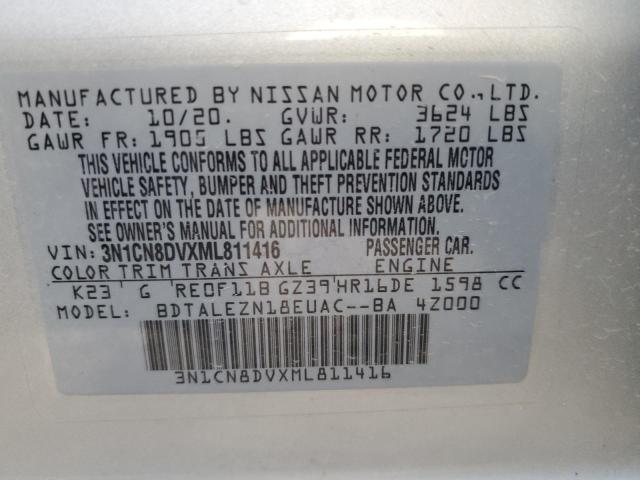 MANUFACTURED BY NISSAN MOTOR CO., LTD.
DATE: 10/20. GVWR: 3624 LBS
GAWR FR: 1905 LBS GAWR RR: 1720 LBS
THIS VEHICLE CONFORMS TO ALL APPLICABLE FEDERAL MOTOR
VEHICLE SAFETY, BUMPER AND THEFT PREVENTION STANDARDS
IN EFFECT ON THE DATE OF MANUFACTURE SHOWN ABOVE.
SEE OWNER'S MANUAL FOR ADDITIONAL INFORMATION.
VIN: 3N1CN8DVXML811416 PASSENGER CAR.
COLOR TRIM TRANS AXLE ENGINE
K23 G RE0F11B GZ39 HR16DE 1598 CC
MODEL: BDTALEZN18EUAC--BA 4Z000
3N1CN8DVXML811416